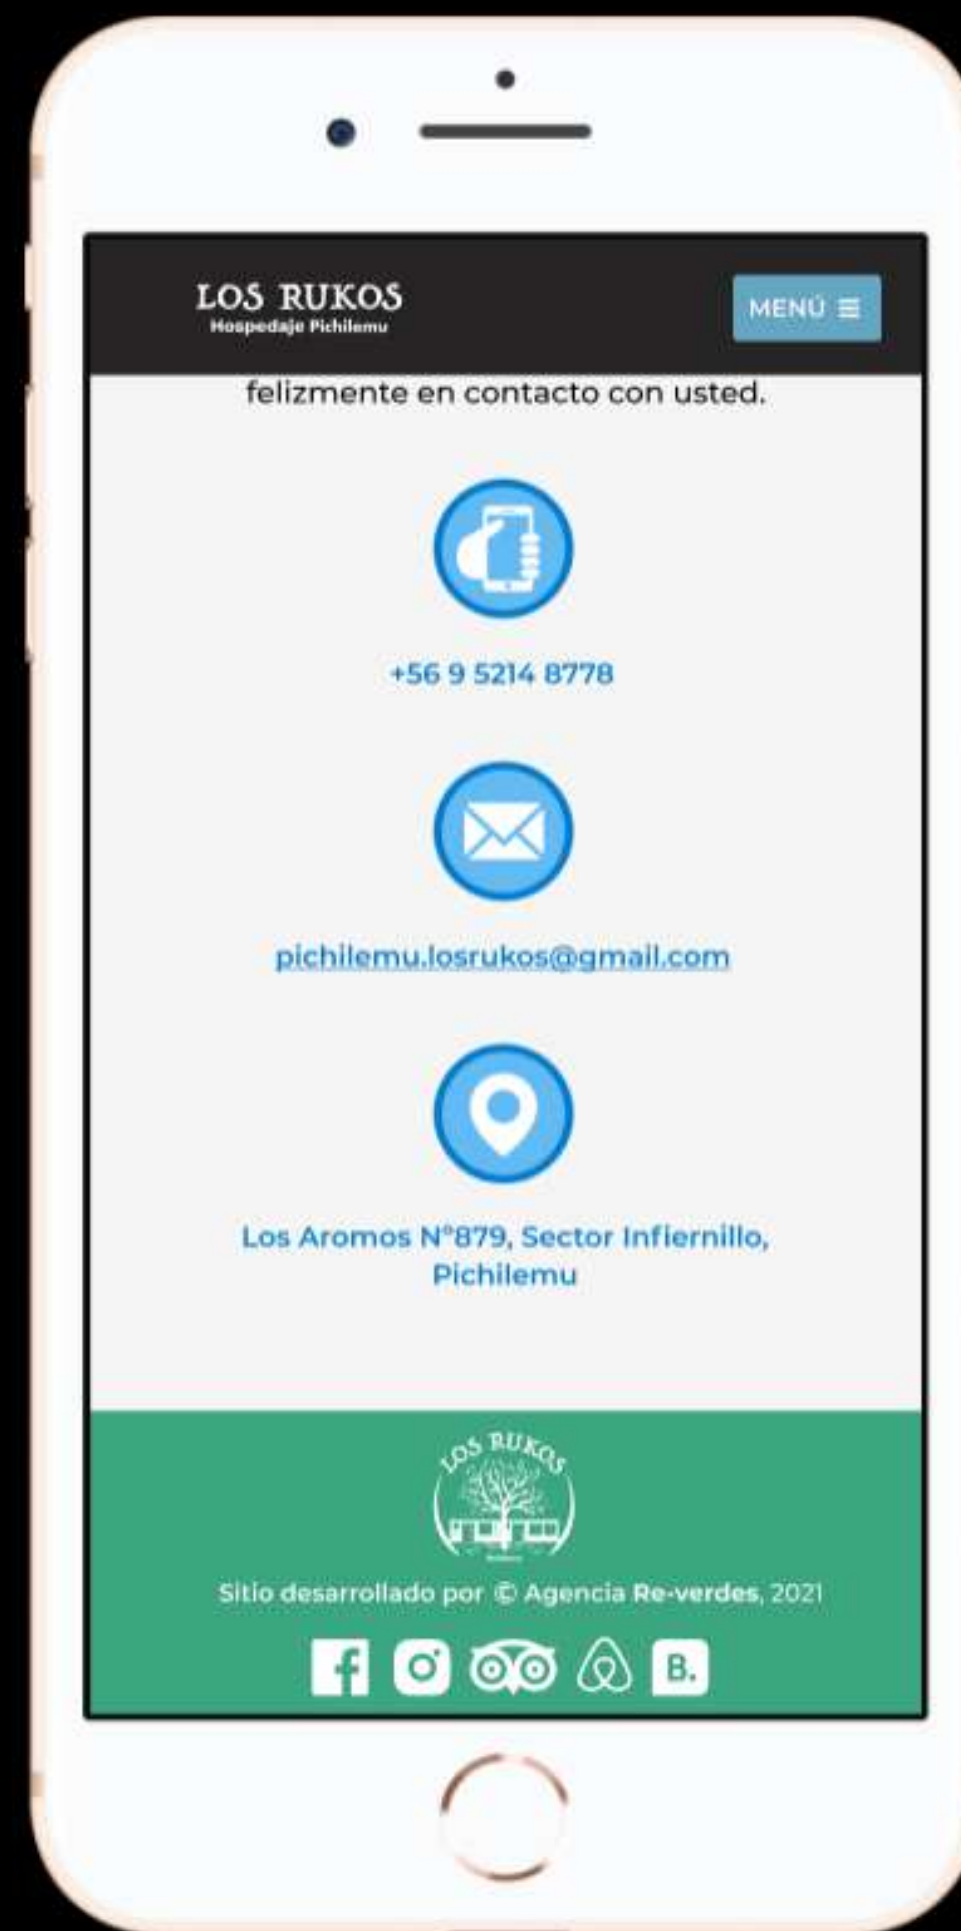 LOS RUKOS
Hospedaje Pichilemu
MENÚ
felizmente en contacto con usted.
+56 9 5214 8778
pichilemu.losrukos@gmail.com
Los Aromos N°879, Sector Infiernillo,
Pichilemu
LOS RUKOS
Sitio desarrollado por © Agencia Re-verdes, 2021
B.